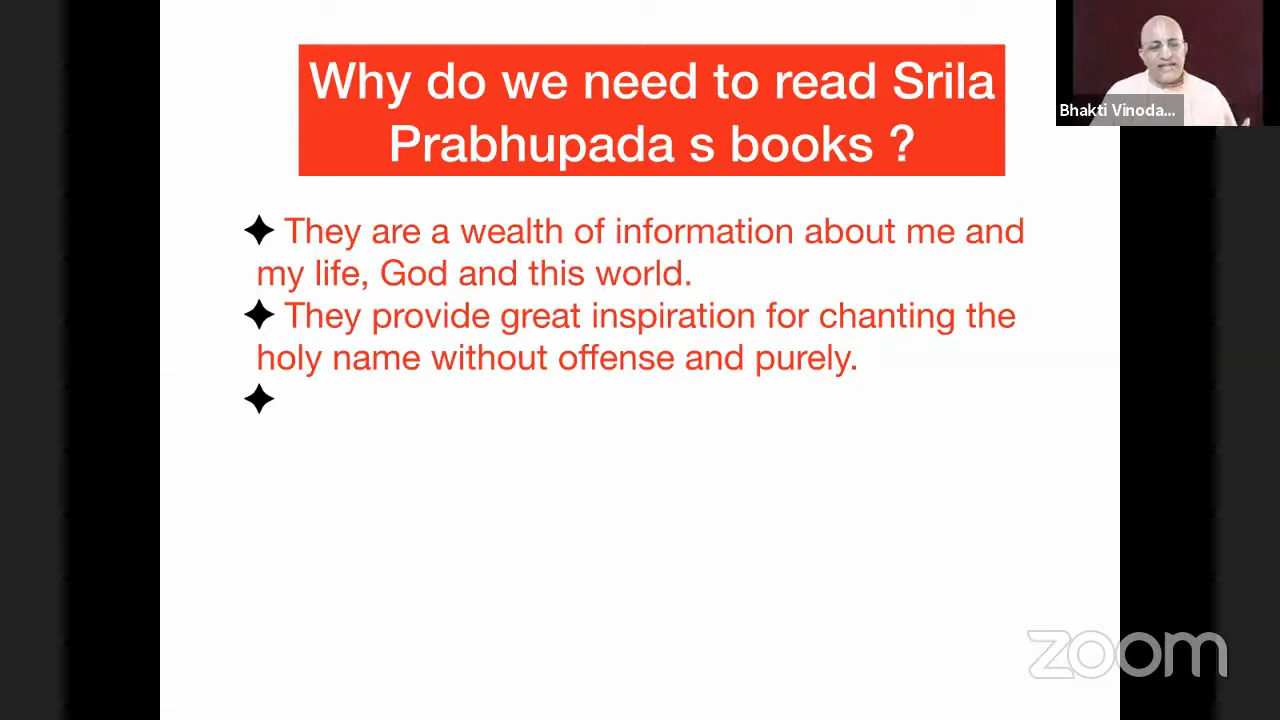 Why do we need to read Srila
Prabhupada s books ?
Bhakti Vinoda...
✦ They are a wealth of information about me and
my life, God and this world.
✦ They provide great inspiration for chanting the
holy name without offense and purely.
✦
zoom